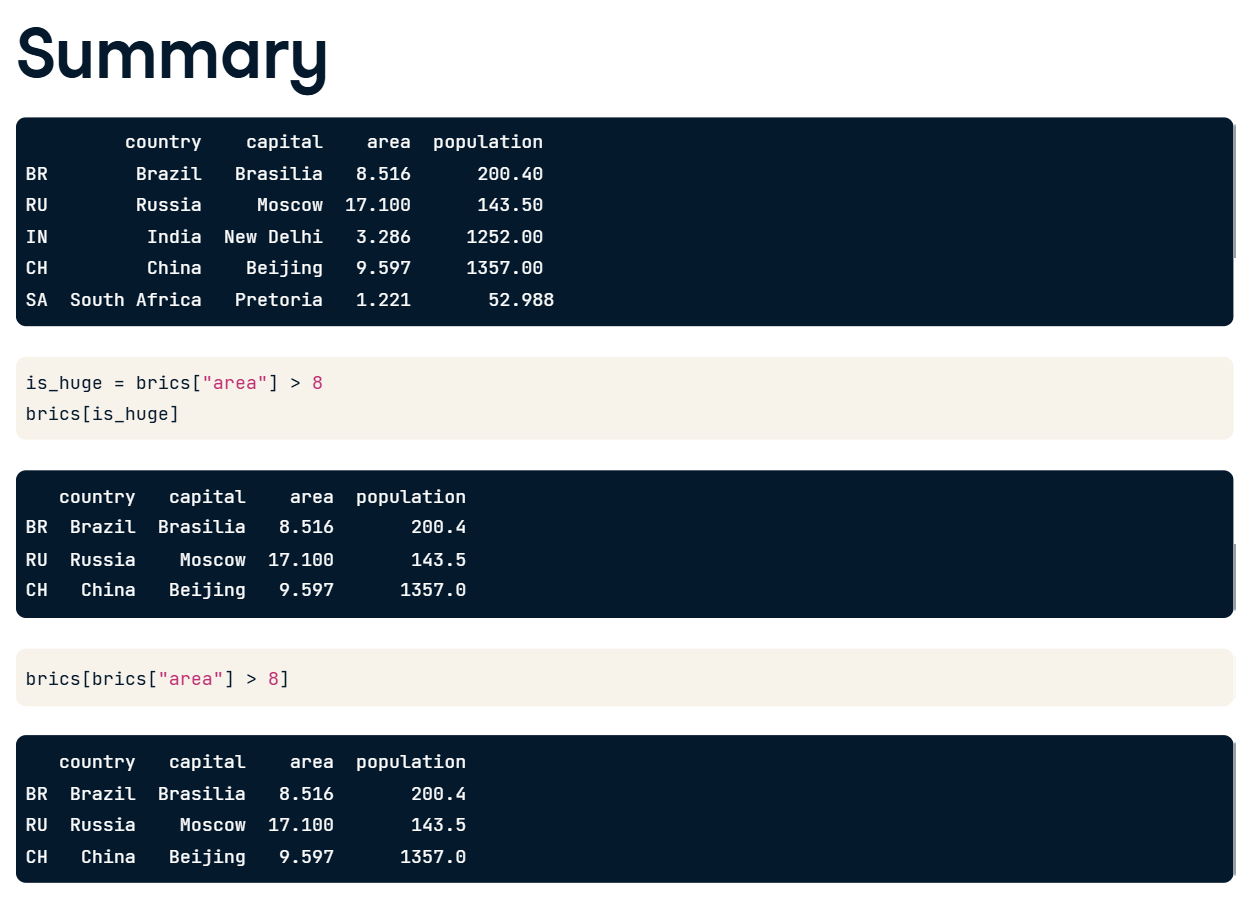 Summary
         country    capital    area  population
BR        Brazil   Brasilia   8.516      200.40
RU        Russia     Moscow  17.100      143.50
IN         India  New Delhi   3.286     1252.00
CH         China    Beijing   9.597     1357.00
SA  South Africa   Pretoria   1.221       52.988
is_huge = brics["area"] > 8
brics[is_huge]
   country   capital    area  population
BR  Brazil  Brasilia   8.516       200.4
RU  Russia    Moscow  17.100       143.5
CH   China   Beijing   9.597      1357.0
brics[brics["area"] > 8]
   country   capital    area  population
BR  Brazil  Brasilia   8.516       200.4
RU  Russia    Moscow  17.100       143.5
CH   China   Beijing   9.597      1357.0